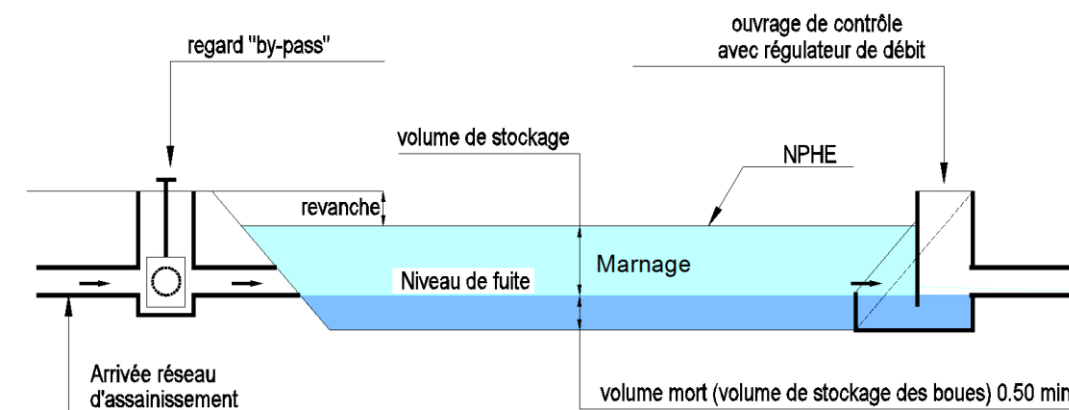 ouvrage de contrôle
avec régulateur de débit
regard "by-pass"
volume de stockage
NPHE
revanche
Marnage
Niveau de fuite
Arrivée réseau
d'assainissement
volume mort (volume de stockage des boues) 0.50 min